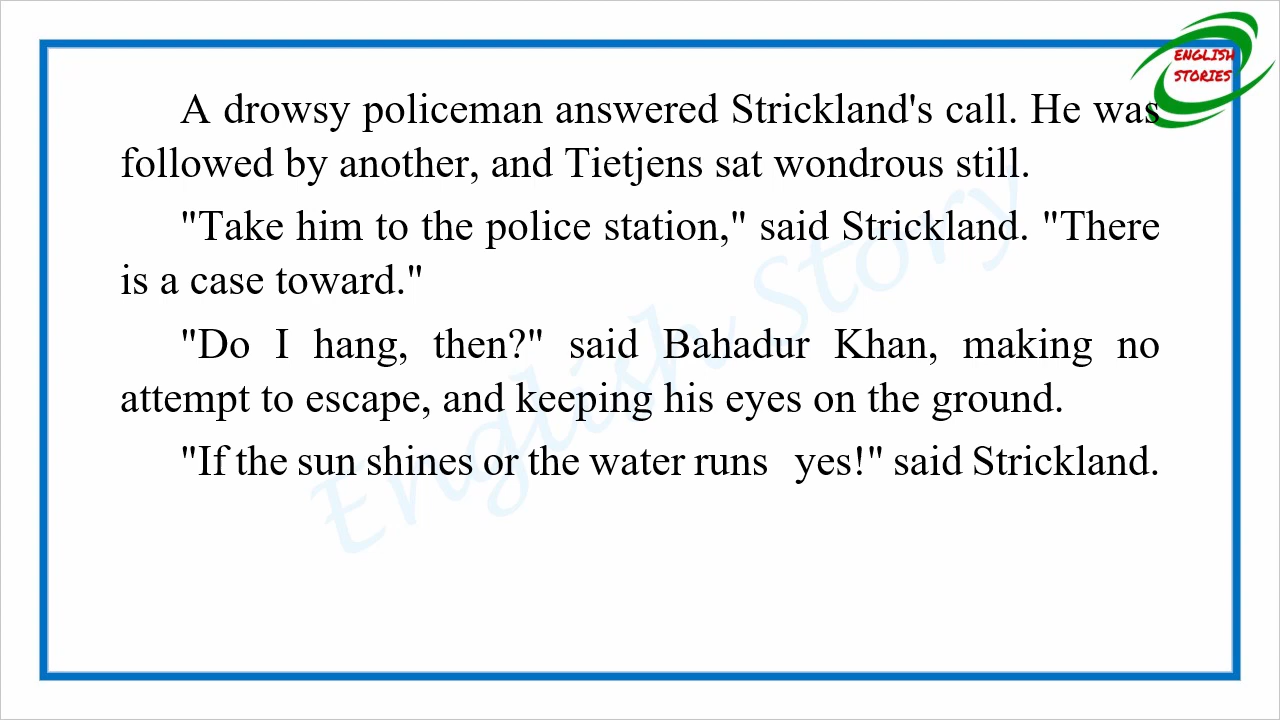 ENGLISH
STORIES
A drowsy policeman answered Strickland's call. He was
followed by another, and Tietjens sat wondrous still.
"Take him to the police station," said Strickland. "There
is a case toward."
"Do I hang, then?" said Bahadur Khan, making no
attempt to escape, and keeping his eyes on the ground.
"If the sun shines or the water runs yes!" said Strickland.
English Story